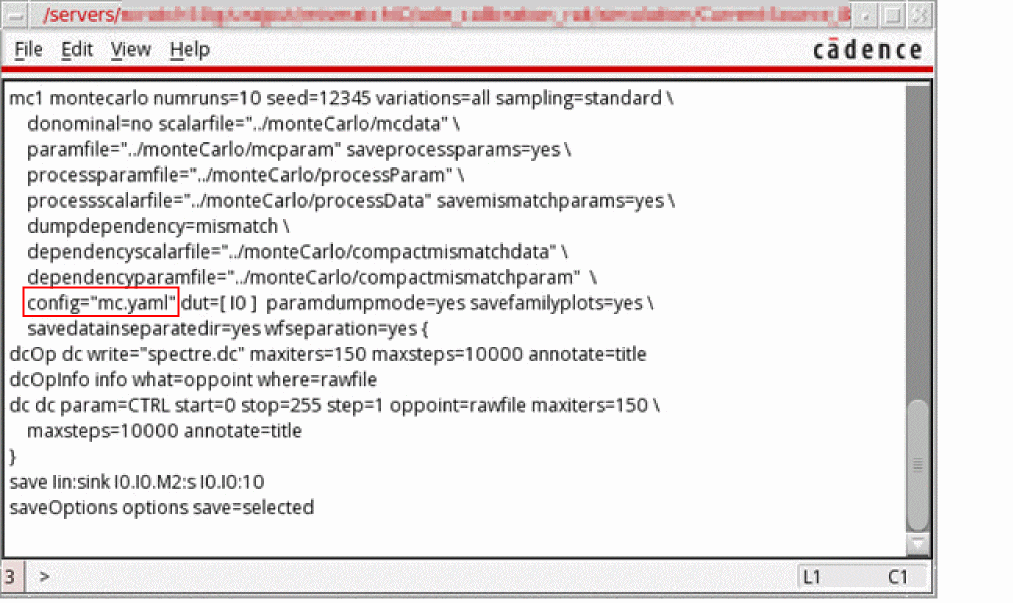 /servers/
File Edit View Help
cādence
mc1 montecarlo numruns=10 seed=12345 variations=all sampling=standard \
donominal=no scalarfile="../monteCarlo/mcdata" \
paramfile="../monteCarlo/mcparam" saveprocessparams=yes \
processparamfile="../monteCarlo/processParam" \
processscalarfile="../monteCarlo/processData" savemismatchparams=yes \
dumpdependency=mismatch \
dependencyscalarfile="../monteCarlo/compactmismatchdata" \
dependencyparamfile="../monteCarlo/compactmismatchparam" \
config="mc.yaml" dut=[ I0 ] paramdumpmode=yes savefamilyplots=yes \
savedatainseparatedir=yes wfseparation=yes {
dcOp dc write="spectre.dc" maxiters=150 maxsteps=10000 annotate=title
dcOpInfo info what=oppoint where=rawfile
dc dc param=CTRL start=0 stop=255 step=1 oppoint=rawfile maxiters=150 \
maxsteps=10000 annotate=title
}
save Iin:sink I0.I0.M2:s I0.I0:10
saveOptions options save=selected
3 > L1 C1